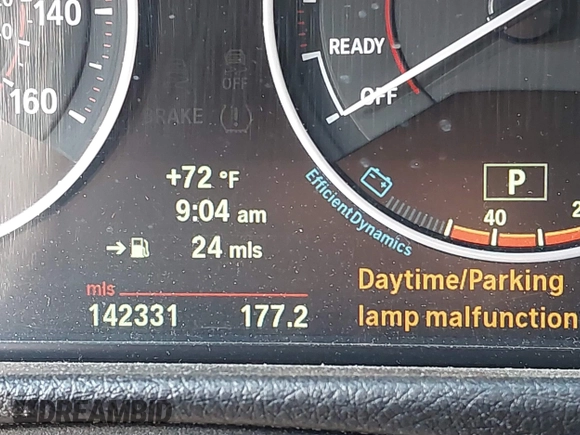 140
160
OFF
BRAKE
READY
OFF
+72 °F
9:04 am
24 mls
EfficientDynamics
P
40
mls
142331 177.2
Daytime/Parking
lamp malfunction
DREAMBID